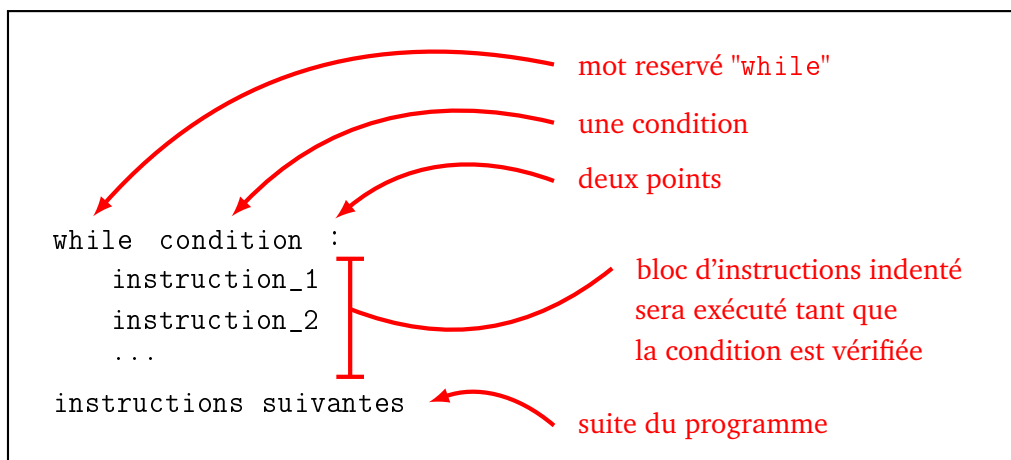 mot reservé "while"
une condition
deux points
while condition :
instruction_1
instruction_2
...
bloc d'instructions indenté
sera exécuté tant que
la condition est vérifiée
instructions suivantes
suite du programme